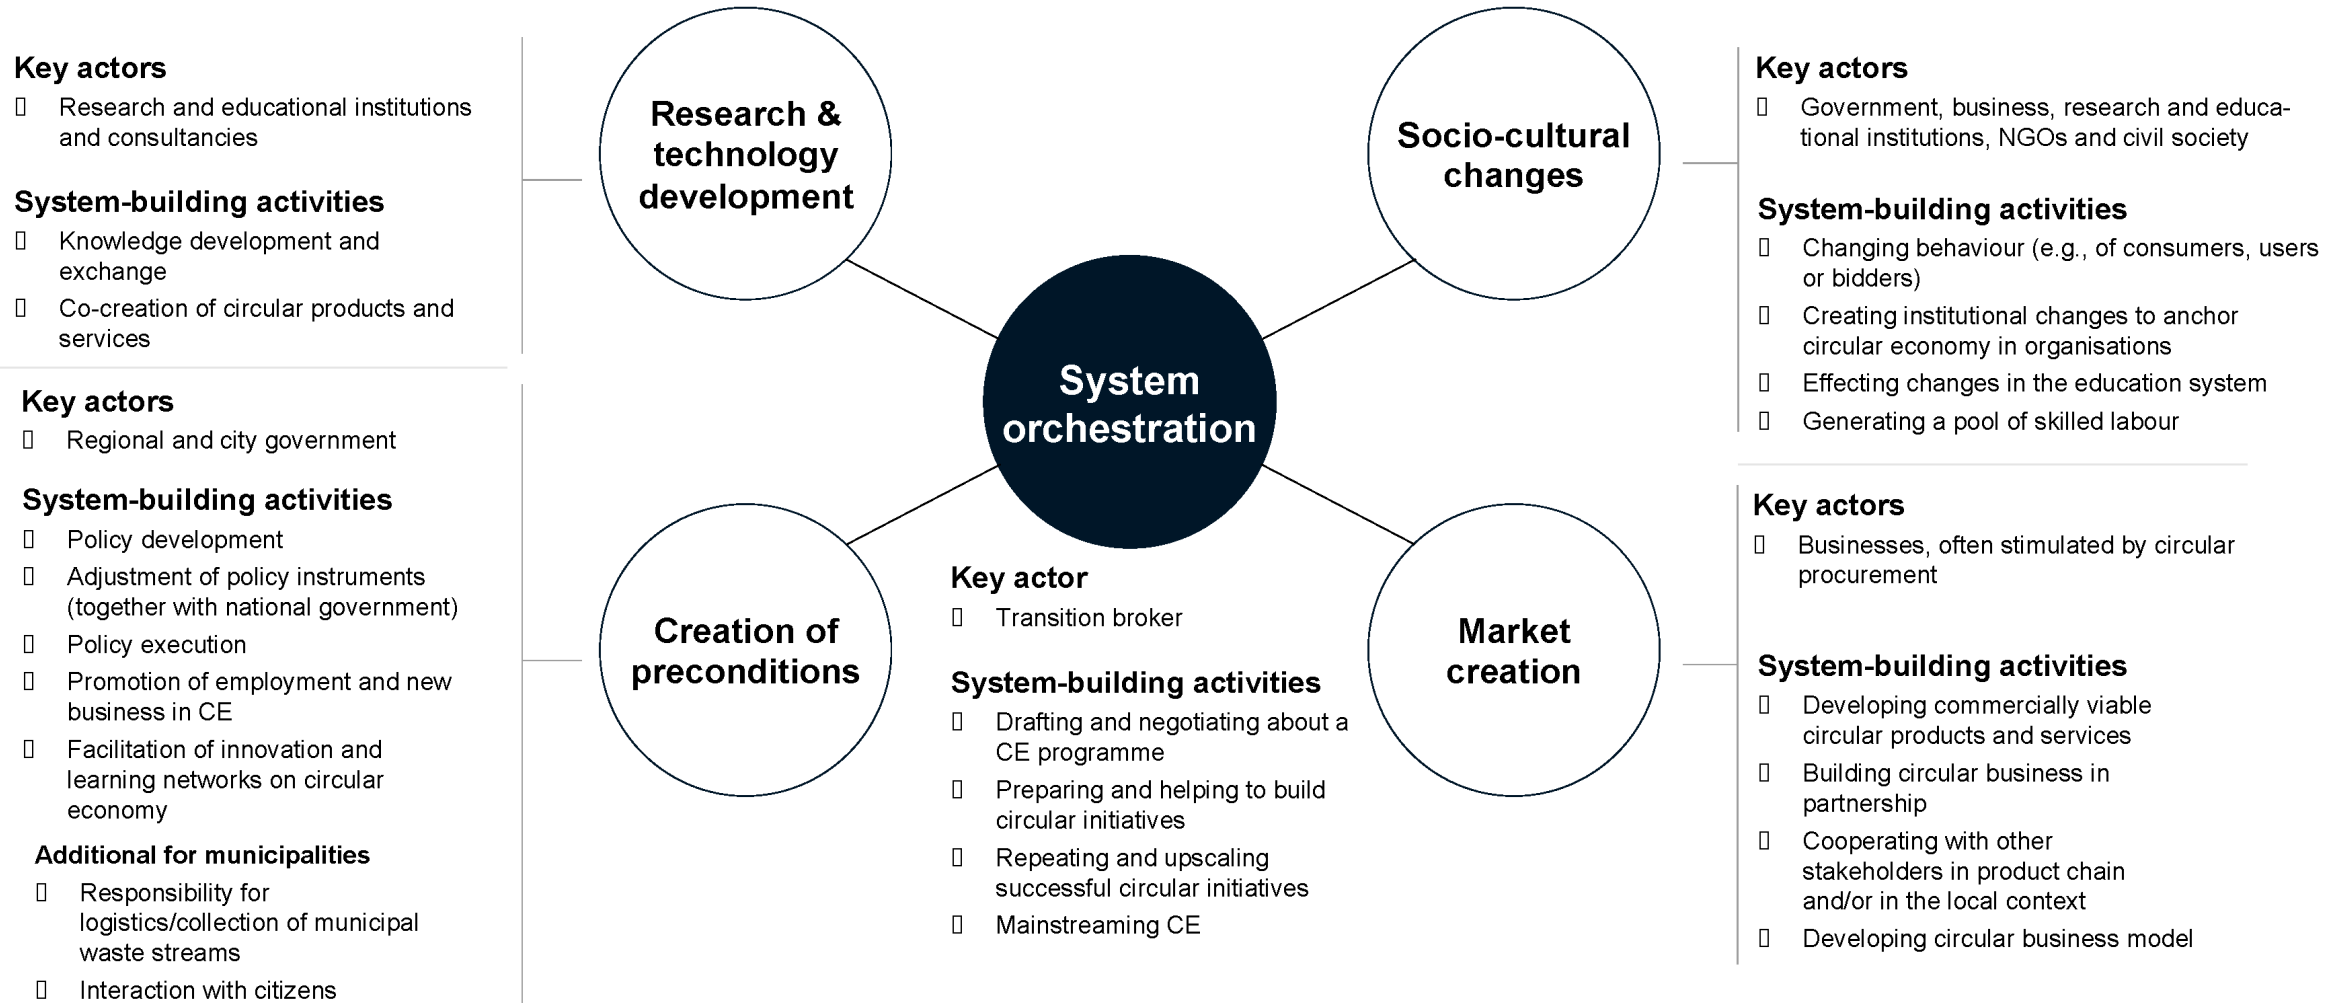 Key actors
Research and educational institutions
and consultancies
System-building activities
Knowledge development and
exchange
Co-creation of circular products and
services
Key actors
Regional and city government
System-building activities
Policy development
Adjustment of policy instruments
(together with national government)
Policy execution
Promotion of employment and new
business in CE
Facilitation of innovation and
learning networks on circular
economy
Additional for municipalities
Responsibility for
logistics/collection of municipal
waste streams
Interaction with citizens
Research &
technology
development
Creation of
preconditions
System
orchestration
Key actor
Transition broker
System-building activities
Drafting and negotiating about a
CE programme
Preparing and helping to build
circular initiatives
Repeating and upscaling
successful circular initiatives
Mainstreaming CE
Socio-cultural
changes
Market
creation
Key actors
Government, business, research and educa-
tional institutions, NGOs and civil society
System-building activities
Changing behaviour (e.g., of consumers, users
or bidders)
Creating institutional changes to anchor
circular economy in organisations
Effecting changes in the education system
Generating a pool of skilled labour
Key actors
Businesses, often stimulated by circular
procurement
System-building activities
Developing commercially viable
circular products and services
Building circular business in
partnership
Cooperating with other
stakeholders in product chain
and/or in the local context
Developing circular business model